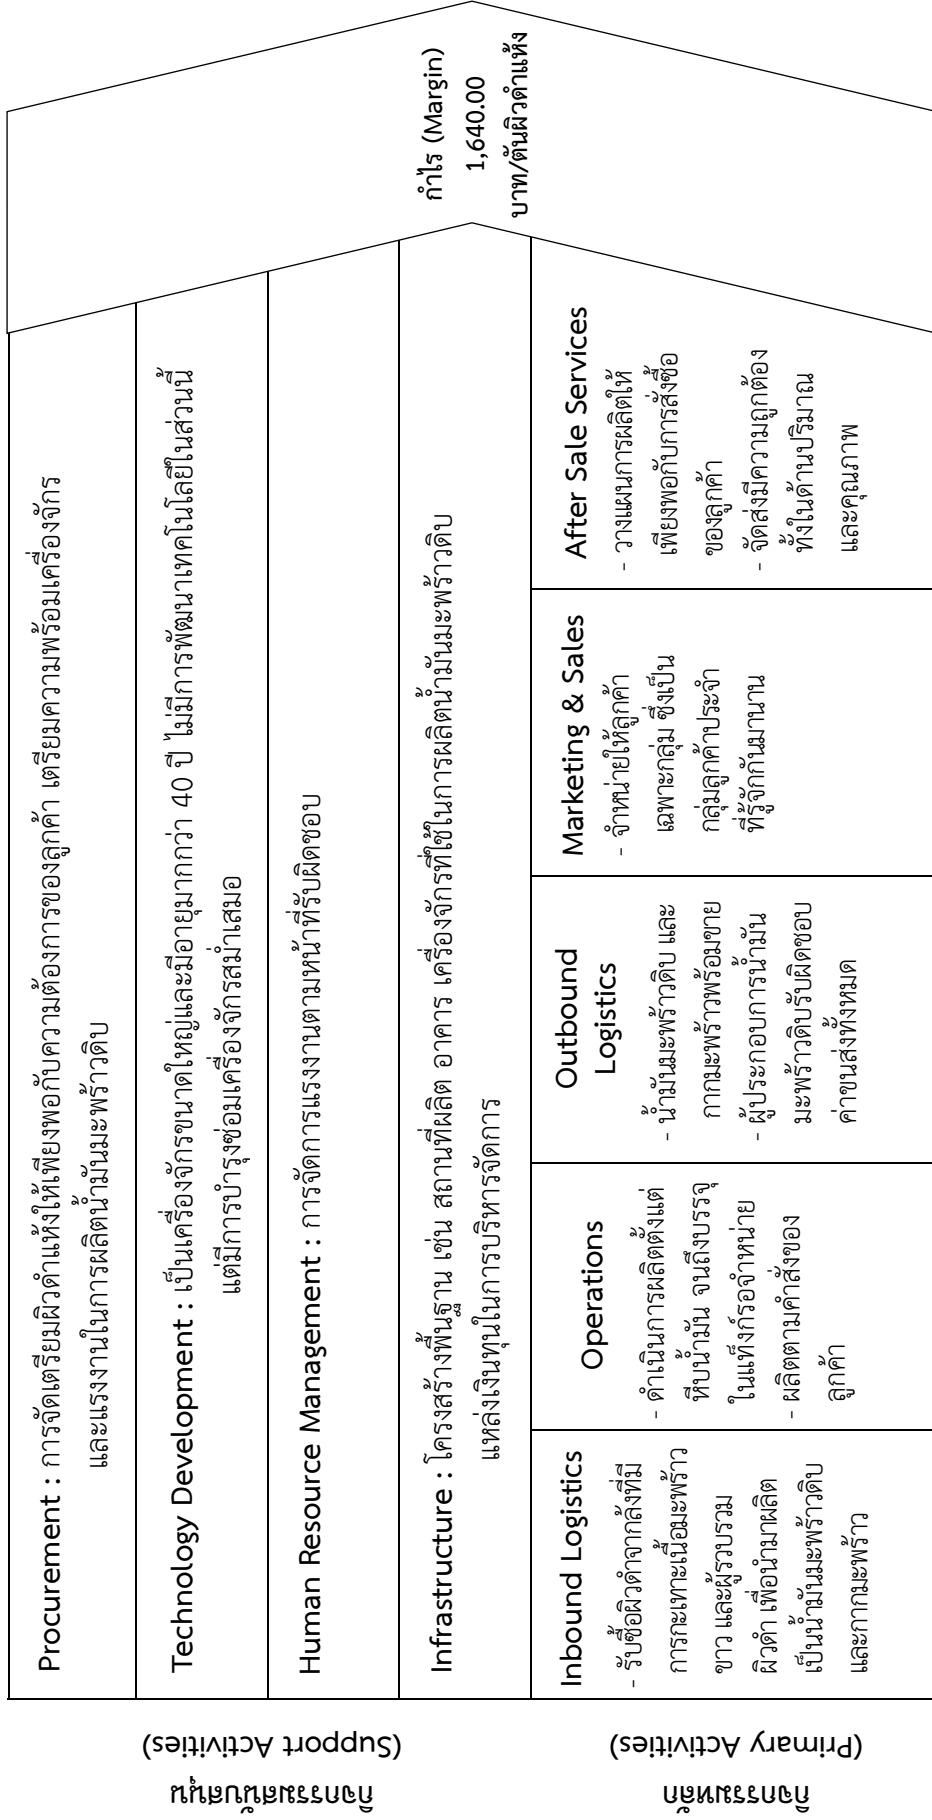 กิจกรรมสนับสนุน
(Support Activities)
Procurement : การจัดเตรียมผิวดำแห้งให้เพียงพอกับความต้องการของลูกค้า เตรียมความพร้อมเครื่องจักร
และแรงงานในการผลิตน้ำมันมะพร้าวดิบ
Technology Development : เป็นเครื่องจักรขนาดใหญ่และมีอายุมากกว่า 40 ปี ไม่มีการพัฒนาเทคโนโลยีในส่วนนี้
แต่มีการบำรุงซ่อมเครื่องจักรสม่ำเสมอ
Human Resource Management : การจัดการแรงงานตามหน้าที่รับผิดชอบ
Infrastructure : โครงสร้างพื้นฐาน เช่น สถานที่ผลิต อาคาร เครื่องจักรที่ใช้ในการผลิตน้ำมันมะพร้าวดิบ
แหล่งเงินทุนในการบริหารจัดการ
กำไร (Margin)
1,640.00
บาท/ตันผิวดำแห้ง
กิจกรรมหลัก
(Primary Activities)
Inbound Logistics
- รับซื้อผิวดำจากล้งที่มี
การกะเทาะเนื้อมะพร้าว
ขาว และผู้รวบรวม
ผิวดำ เพื่อนำมาผลิต
เป็นน้ำมันมะพร้าวดิบ
และกากมะพร้าว
Operations
- ดำเนินการผลิตตั้งแต่
หีบน้ำมัน จนถึงบรรจุ
ในแท็งก์รอจำหน่าย
- ผลิตตามคำสั่งของ
ลูกค้า
Outbound
Logistics
- น้ำมันมะพร้าวดิบ และ
กากมะพร้าวพร้อมขาย
- ผู้ประกอบการน้ำมัน
มะพร้าวดิบรับผิดชอบ
ค่าขนส่งทั้งหมด
Marketing & Sales
- จำหน่ายให้ลูกค้า
เฉพาะกลุ่ม ซึ่งเป็น
กลุ่มลูกค้าประจำ
ที่รู้จักกันมานาน
After Sale Services
- วางแผนการผลิตให้
เพียงพอกับการสั่งซื้อ
ของลูกค้า
- จัดส่งมีความถูกต้อง
ทั้งในด้านปริมาณ
และคุณภาพ